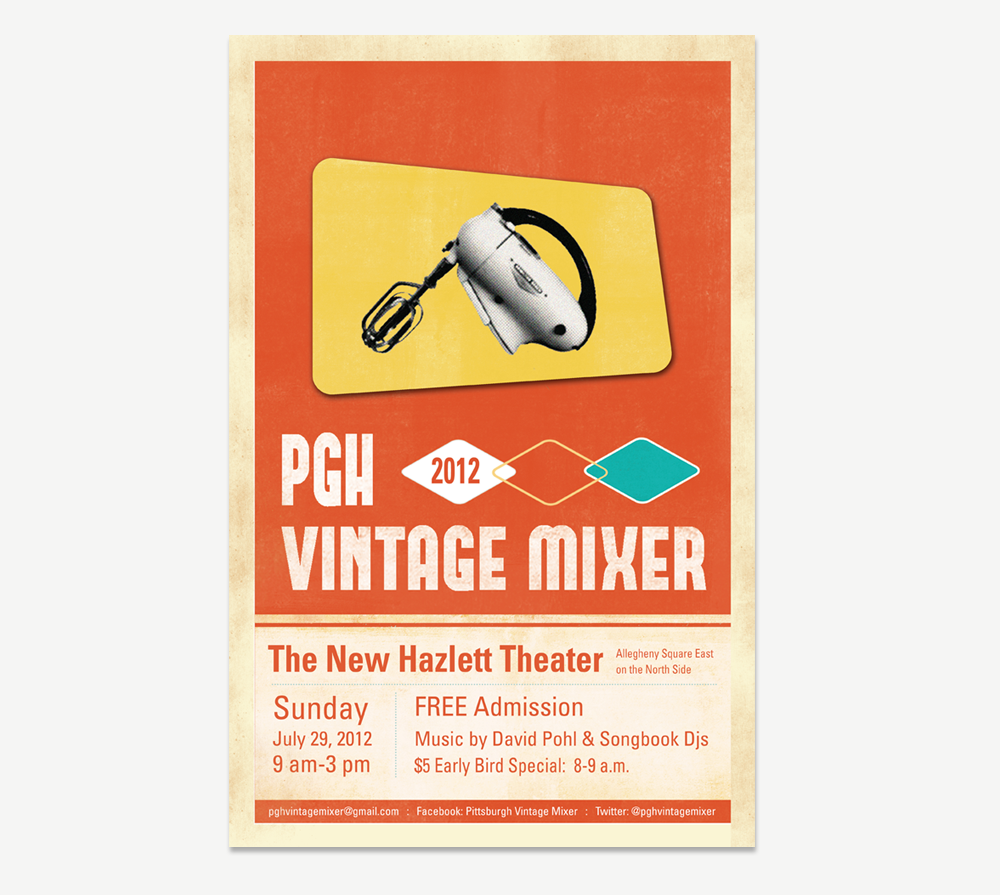 PGH
2012
VINTAGE MIXER
The New Hazlett Theater
Allegheny Square East
on the North Side
Sunday
July 29, 2012
9 am-3 pm
FREE Admission
Music by David Pohl & Songbook Djs
$5 Early Bird Special: 8-9 a.m.
pghvintagemixer@gmail.com : Facebook: Pittsburgh Vintage Mixer : Twitter: @pghvintagemixer